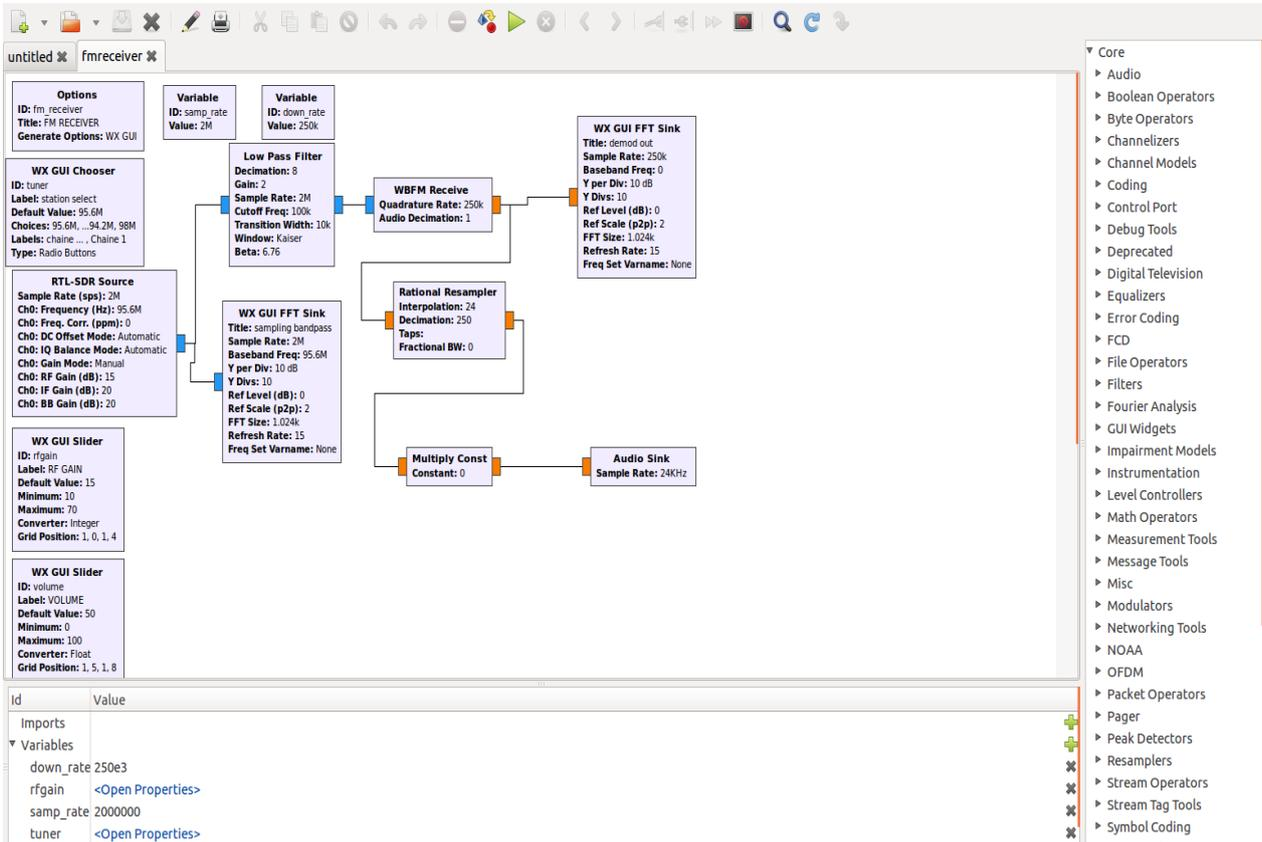 untitled
fmreceiver
Options
ID: fm_receiver
Title: FM RECEIVER
Generate Options: WX GUI
Variable
ID: samp_rate
Value: 2M
Variable
ID: down_rate
Value: 250k
WX GUI Chooser
ID: tuner
Label: station select
Default Value: 95.6M
Choices: 95.6M, ...94.2M, 98M
Labels: chaine ... , Chaine 1
Type: Radio Buttons
Low Pass Filter
Decimation: 8
Gain: 2
Sample Rate: 2M
Cutoff Freq: 100k
Transition Width: 10k
Window: Kaiser
Beta: 6.76
WBFM Receive
Quadrature Rate: 250k
Audio Decimation: 1
WX GUI FFT Sink
Title: demod out
Sample Rate: 250k
Baseband Freq: 0
Y per Div: 10 dB
Y Divs: 10
Ref Level (dB): 0
Ref Scale (p2p): 2
FFT Size: 1.024k
Refresh Rate: 15
Freq Set Varname: None
RTL-SDR Source
Sample Rate (sps): 2M
Ch0: Frequency (Hz): 95.6M
Ch0: Freq. Corr. (ppm): 0
Ch0: DC Offset Mode: Automatic
Ch0: IQ Balance Mode: Automatic
Ch0: Gain Mode: Manual
Ch0: RF Gain (dB): 15
Ch0: IF Gain (dB): 20
Ch0: BB Gain (dB): 20
WX GUI FFT Sink
Title: sampling bandpass
Sample Rate: 2M
Baseband Freq: 95.6M
Y per Div: 10 dB
Y Divs: 10
Ref Level (dB): 0
Ref Scale (p2p): 2
FFT Size: 1.024k
Refresh Rate: 15
Freq Set Varname: None
Rational Resampler
Interpolation: 24
Decimation: 250
Taps:
Fractional BW: 0
WX GUI Slider
ID: rfgain
Label: RF GAIN
Default Value: 15
Minimum: 10
Maximum: 70
Converter: Integer
Grid Position: 1, 0, 1, 4
Multiply Const
Constant: 0
Audio Sink
Sample Rate: 24KHz
WX GUI Slider
ID: volume
Label: VOLUME
Default Value: 50
Minimum: 0
Maximum: 100
Converter: Float
Grid Position: 1, 5, 1, 8
Id Value
Imports
Variables
down_rate 250e3
rfgain <Open Properties>
samp_rate 2000000
tuner <Open Properties>
Core
Audio
Boolean Operators
Byte Operators
Channelizers
Channel Models
Coding
Control Port
Debug Tools
Deprecated
Digital Television
Equalizers
Error Coding
FCD
File Operators
Filters
Fourier Analysis
GUI Widgets
Impairment Models
Instrumentation
Level Controllers
Math Operators
Measurement Tools
Message Tools
Misc
Modulators
Networking Tools
NOAA
OFDM
Packet Operators
Pager
Peak Detectors
Resamplers
Stream Operators
Stream Tag Tools
Symbol Coding